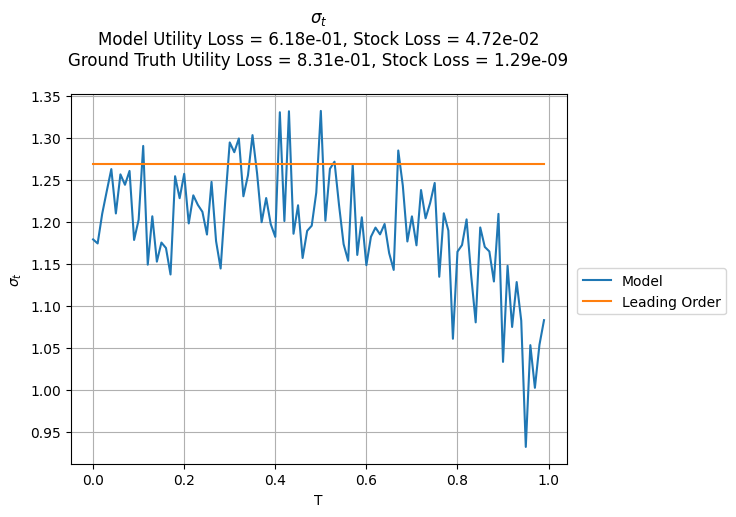 σt
Model Utility Loss = 6.18e-01, Stock Loss = 4.72e-02
Ground Truth Utility Loss = 8.31e-01, Stock Loss = 1.29e-09
1.35
1.30
1.25
1.20
1.15
1.10
1.05
1.00
0.95
σt
0.0 0.2 0.4 0.6 0.8 1.0
T
Model
Leading Order